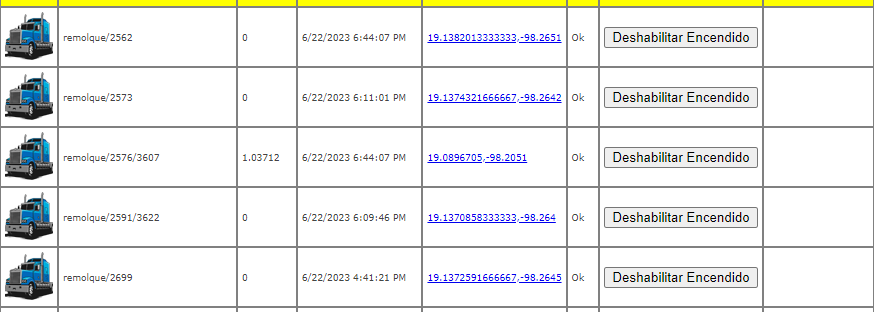 remolque/2562 0 6/22/2023 6:44:07 PM 19.1382013333333,-98.2651 Ok Deshabilitar Encendido
remolque/2573 0 6/22/2023 6:11:01 PM 19.1374321666667,-98.2642 Ok Deshabilitar Encendido
remolque/2576/3607 1.03712 6/22/2023 6:44:07 PM 19.0896705,-98.2051 Ok Deshabilitar Encendido
remolque/2591/3622 0 6/22/2023 6:09:46 PM 19.1370858333333,-98.264 Ok Deshabilitar Encendido
remolque/2699 0 6/22/2023 4:41:21 PM 19.1372591666667,-98.2645 Ok Deshabilitar Encendido